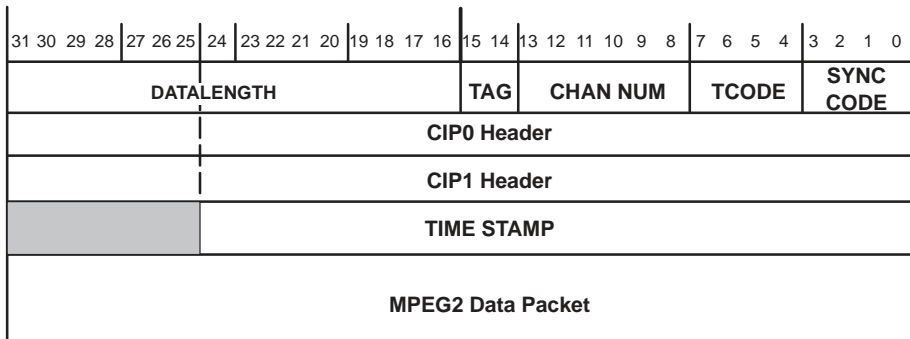 31 30 29 28 27 26 25 24 23 22 21 20 19 18 17 16 15 14 13 12 11 10 9 8 7 6 5 4 3 2 1 0
DATALENGTH TAG CHAN NUM TCODE SYNC
CODE
CIP0 Header
CIP1 Header
TIME STAMP
MPEG2 Data Packet